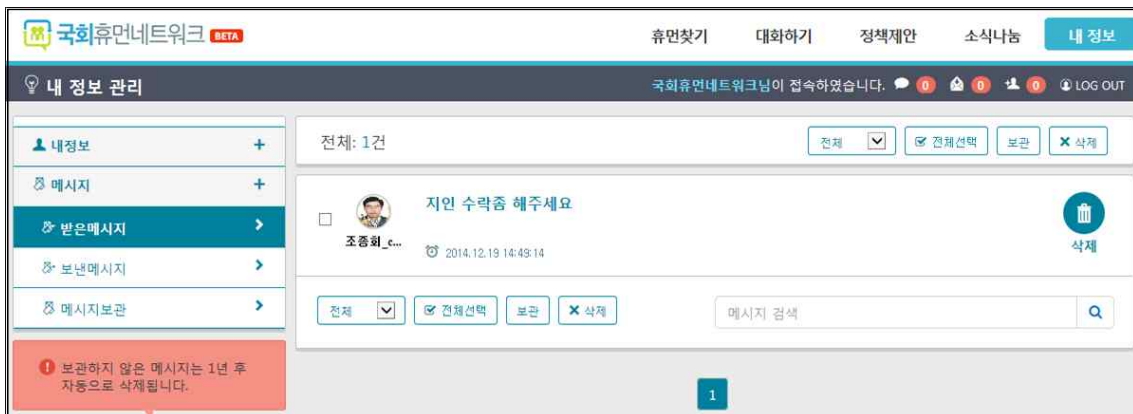 국회휴먼네트워크 BETA
휴먼찾기 대화하기 정책제안 소식나눔 내 정보
내 정보 관리
국회휴먼네트워크님이 접속하였습니다. 0 0 0 LOG OUT
내정보 +
메시지 +
받은메시지
보낸메시지
메시지보관
보관하지 않은 메시지는 1년 후
자동으로 삭제됩니다.
전체: 1건
전체 전체선택 보관 삭제
지인 수락좀 해주세요
조종회_c...
2014.12.19 14:49:14
삭제
전체 전체선택 보관 삭제
메시지 검색
1